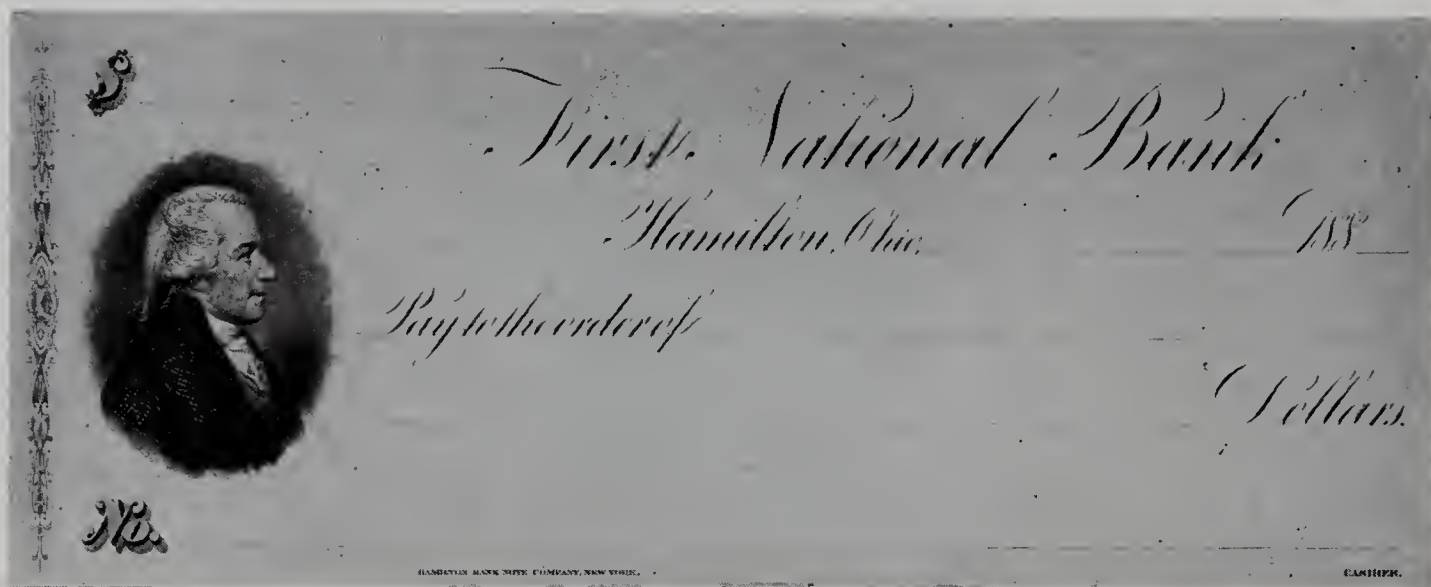 $
First National Bank
Hamilton, Ohio, 188
Pay to the order of
Dollars.
No.
HAMILTON BANK NOTE COMPANY, NEW YORK.
CASHIER.